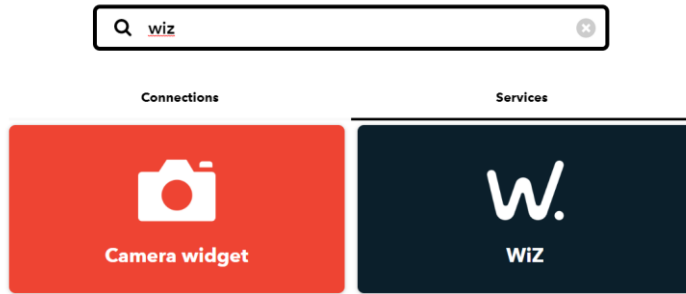 wiz
Connections
Services
Camera widget
W.
WiZ